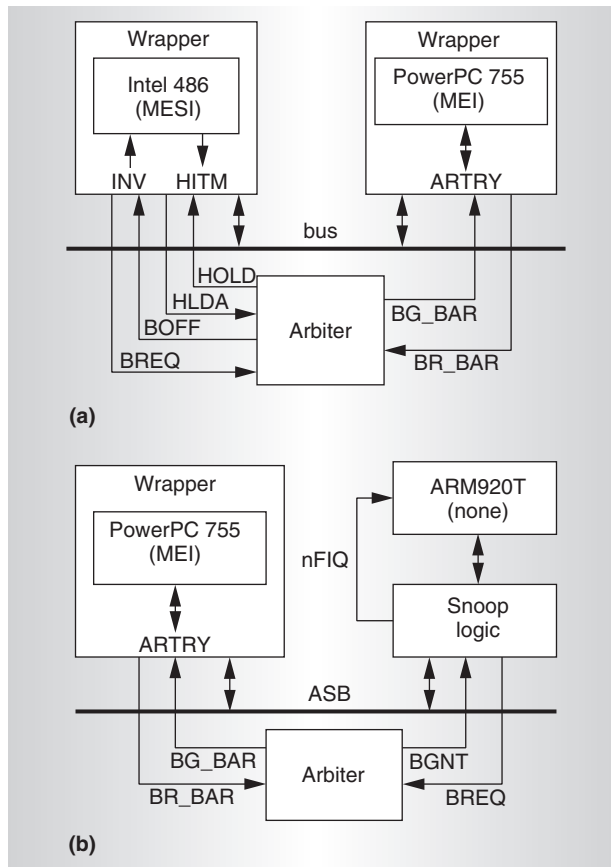 Wrapper
Intel 486
(MESI)
INV
HITM
Wrapper
PowerPC 755
(MEI)
ARTRY
bus
HOLD
HLDA
BOFF
BREQ
Arbiter
BG_BAR
BR_BAR
(a)
Wrapper
PowerPC 755
(MEI)
ARTRY
nFIQ
ARM920T
(none)
Snoop
logic
ASB
BG_BAR
BR_BAR
Arbiter
BGNT
BREQ
(b)